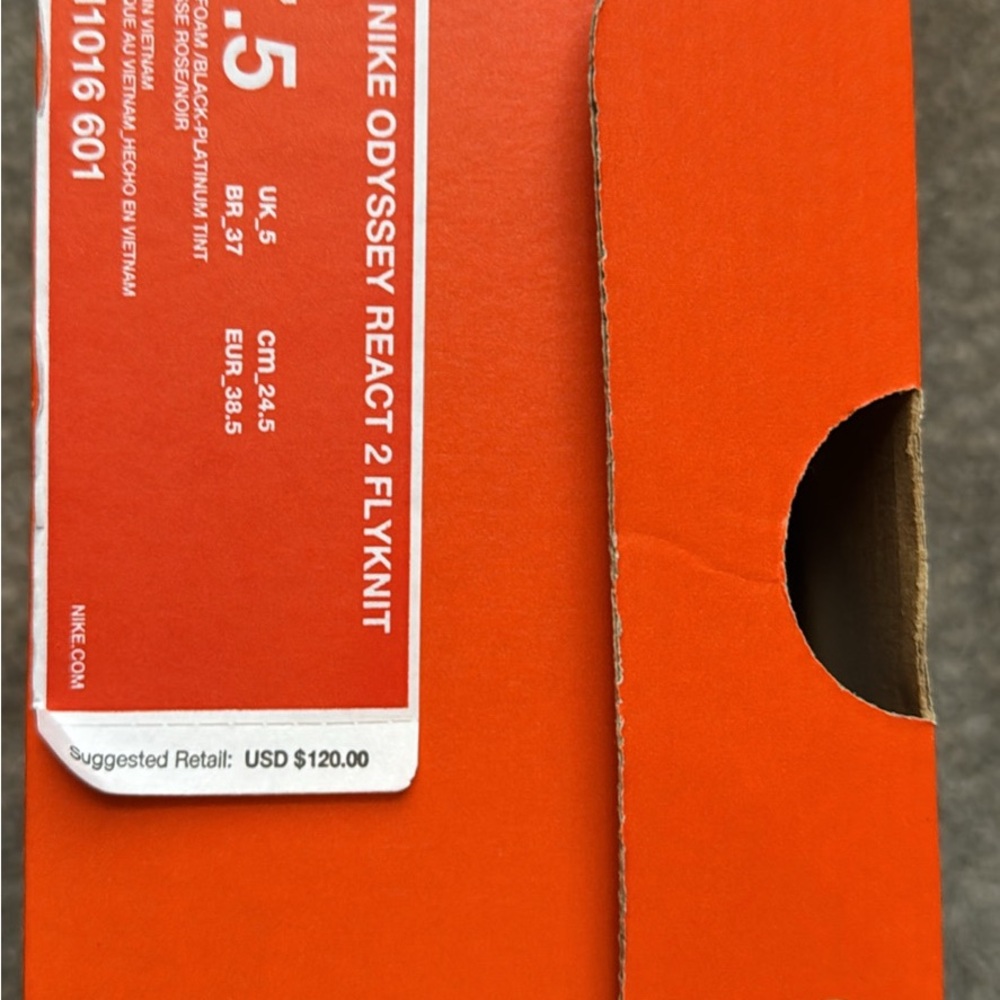 NIKE ODYSSEY REACT 2 FLYKNIT
.5
UK_5 cm_24.5
BR_37 EUR_38.5
FOAM /BLACK-PLATINUM TINT
SE ROSE/NOIR
IN VIETNAM
QUE AU VIETNAM_HECHO EN VIETNAM
1016 601
NIKE.COM
Suggested Retail: USD $120.00